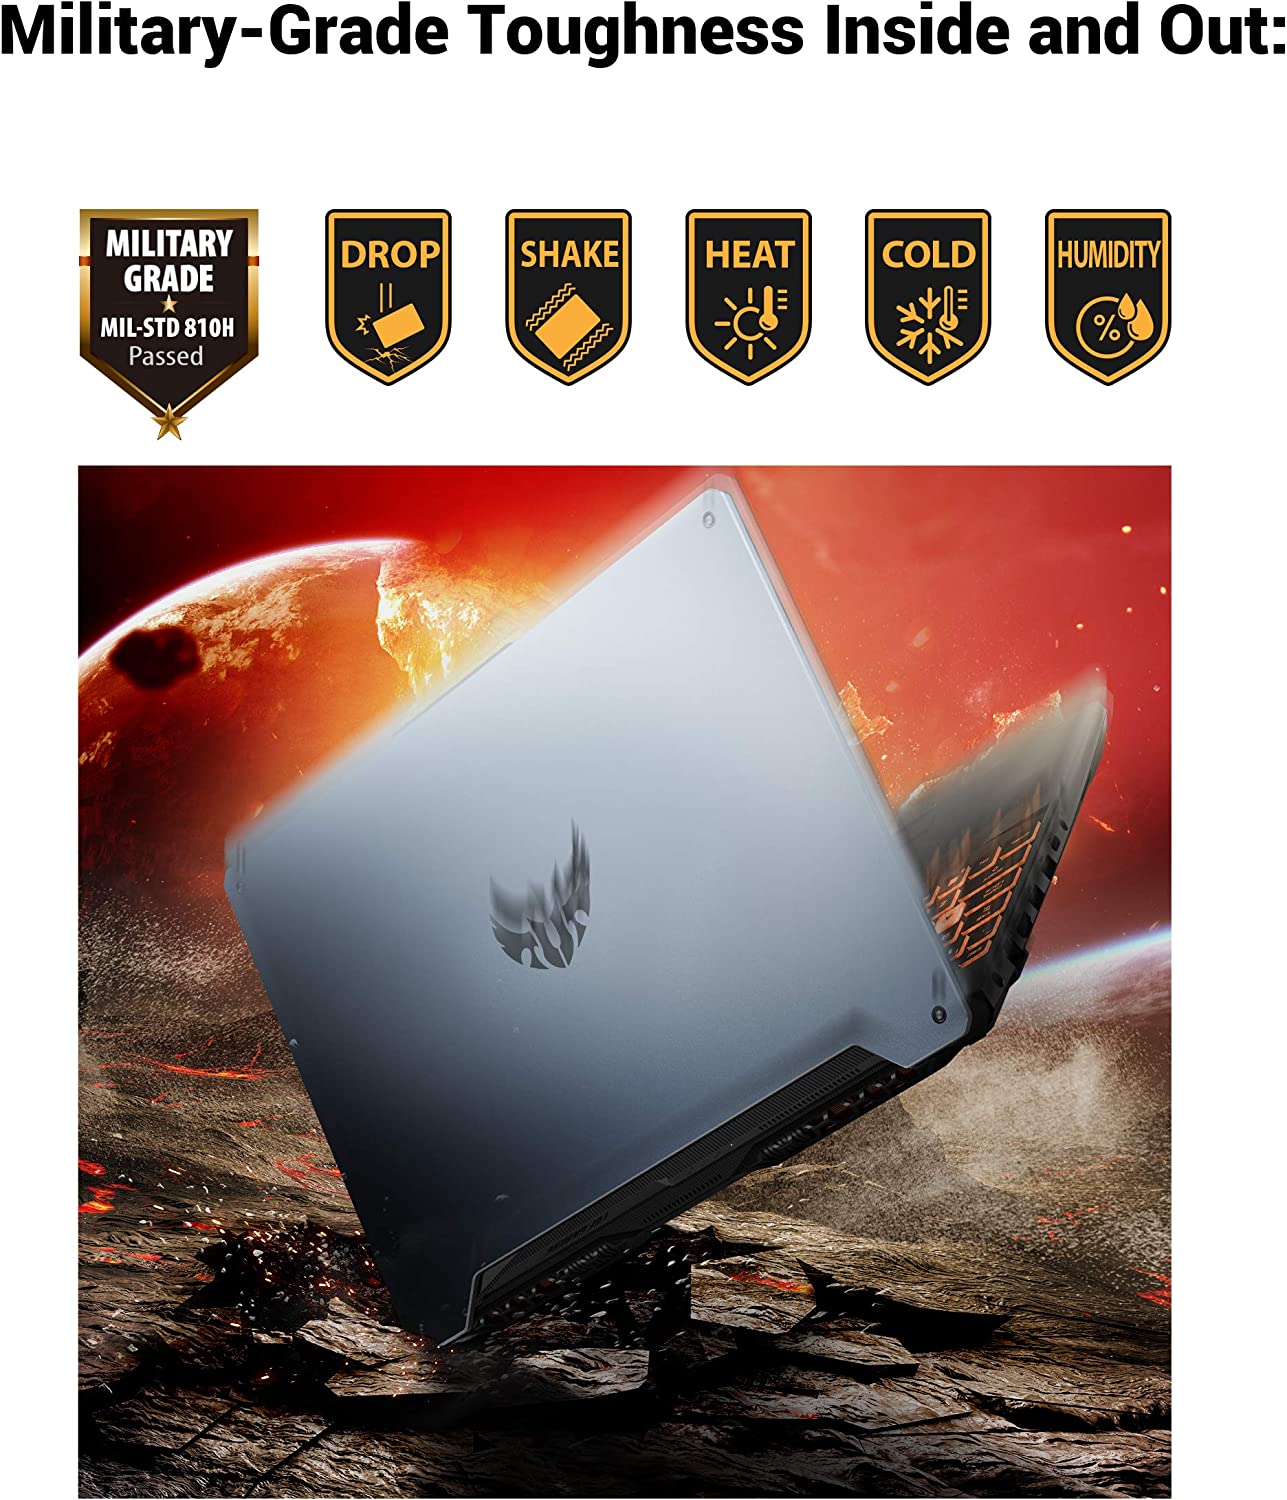 Military-Grade Toughness Inside and Out:
MILITARY
GRADE
MIL-STD 810H
Passed
DROP
SHAKE
HEAT
COLD
HUMIDITY
%